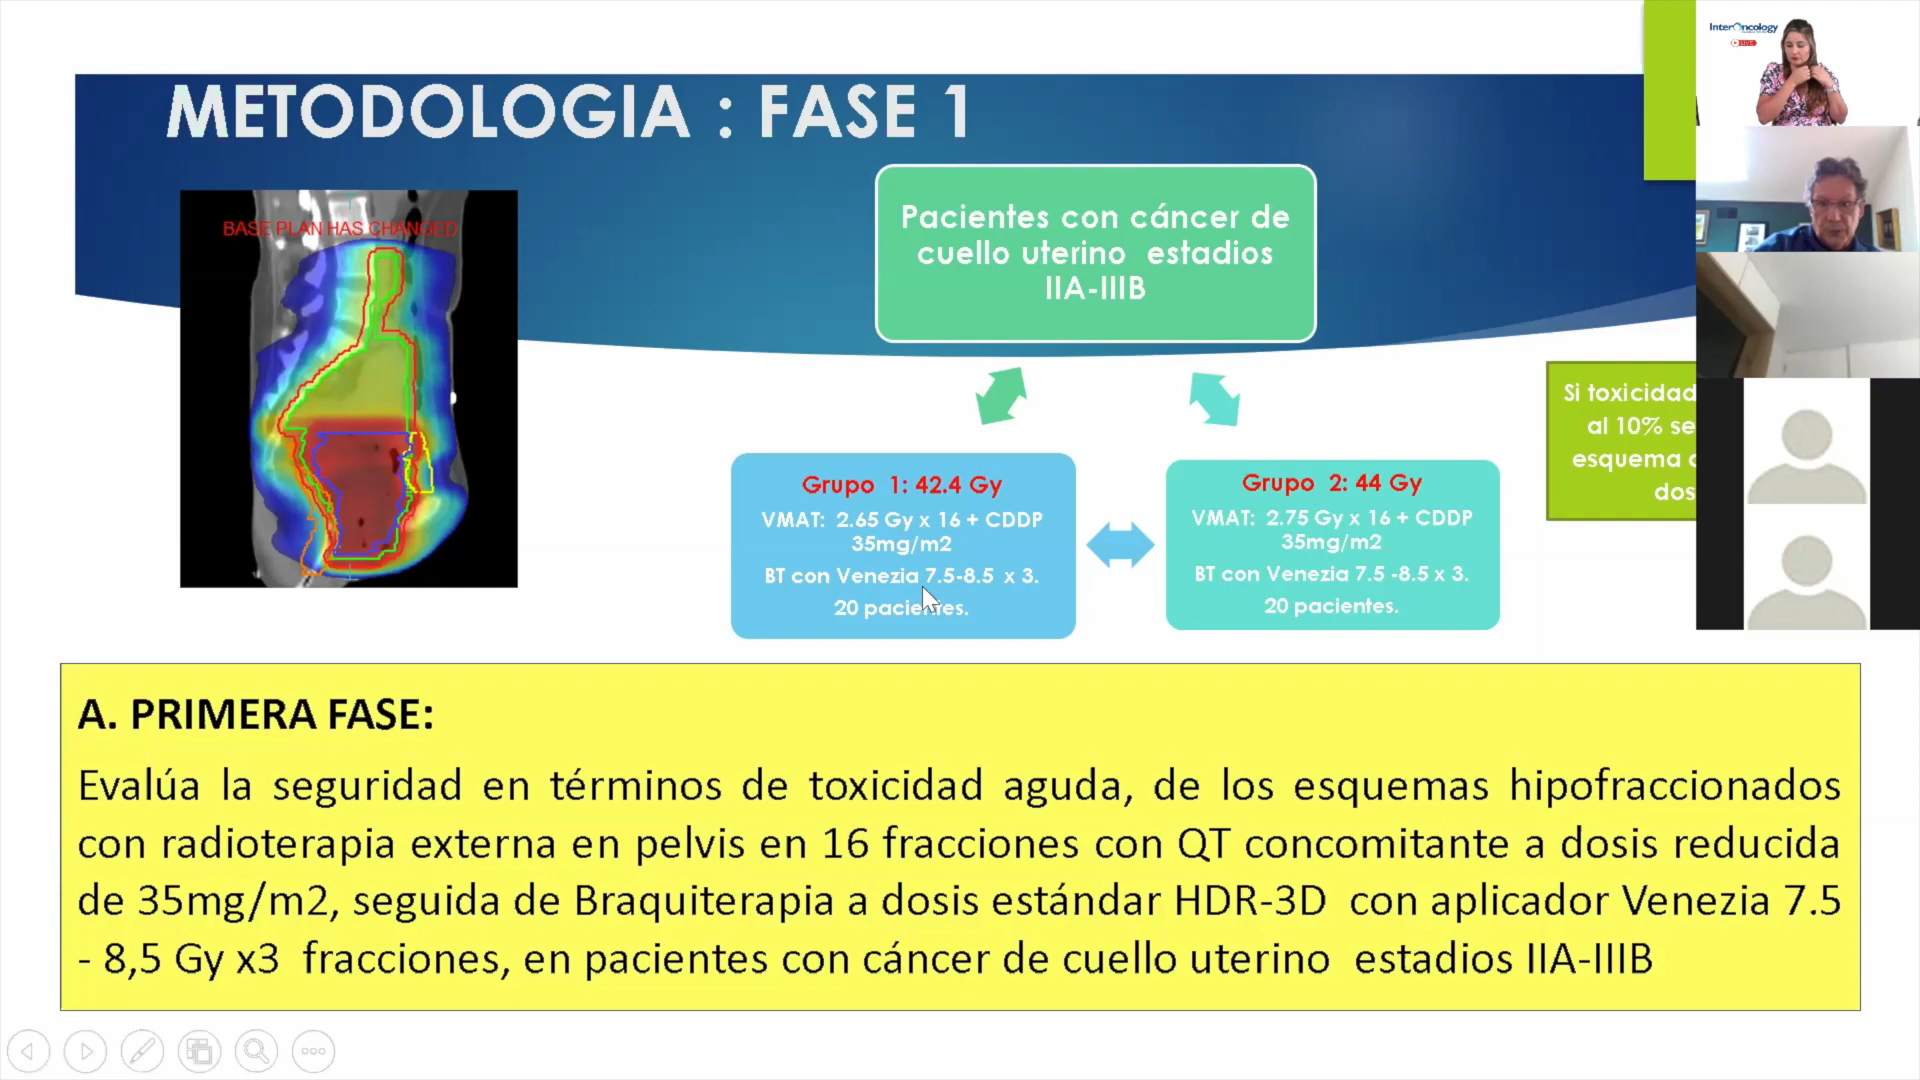 METODOLOGIA : FASE 1
InterOncology
LIVE
BASE PLAN HAS CHANGED
Pacientes con cáncer de
cuello uterino estadios
IIA-IIIB
Si toxicidad
al 10% se
esquema
dos
Grupo 1: 42.4 Gy
VMAT: 2.65 Gy x 16 + CDDP
35mg/m2
BT con Venezia 7.5-8.5 x 3.
20 pacientes.
Grupo 2: 44 Gy
VMAT: 2.75 Gy x 16 + CDDP
35mg/m2
BT con Venezia 7.5 -8.5 x 3.
20 pacientes.
A. PRIMERA FASE:
Evalúa la seguridad en términos de toxicidad aguda, de los esquemas hipofraccionados
con radioterapia externa en pelvis en 16 fracciones con QT concomitante a dosis reducida
de 35mg/m2, seguida de Braquiterapia a dosis estándar HDR-3D con aplicador Venezia 7.5
- 8,5 Gy x3 fracciones, en pacientes con cáncer de cuello uterino estadios IIA-IIIB